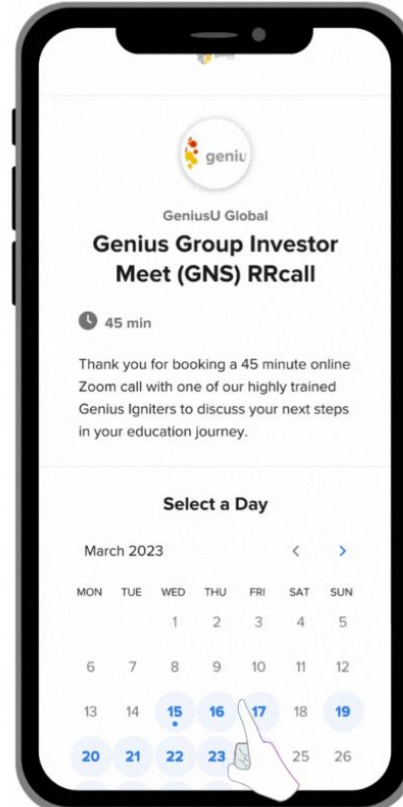 geniu
GeniusU Global
Genius Group Investor
Meet (GNS) RRcall
45 min
Thank you for booking a 45 minute online
Zoom call with one of our highly trained
Genius Igniters to discuss your next steps
in your education journey.
Select a Day
March 2023 < >
MON TUE WED THU FRI SAT SUN
1 2 3 4 5
6 7 8 9 10 11 12
13 14 15 16 17 18 19
20 21 22 23 25 26